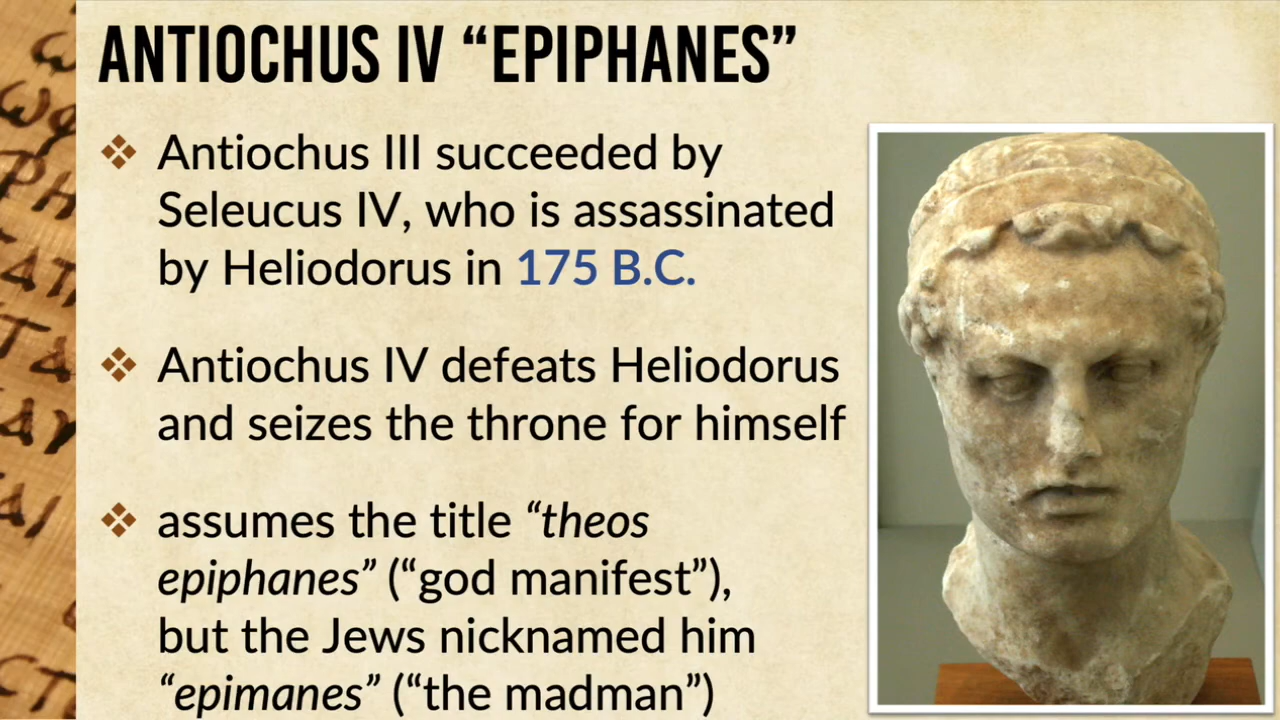 ANTIOCHUS IV “EPIPHANES”
❖ Antiochus III succeeded by
Seleucus IV, who is assassinated
by Heliodorus in 175 B.C.
❖ Antiochus IV defeats Heliodorus
and seizes the throne for himself
❖ assumes the title “theos
epiphanes” (“god manifest”),
but the Jews nicknamed him
“epimanes” (“the madman”)